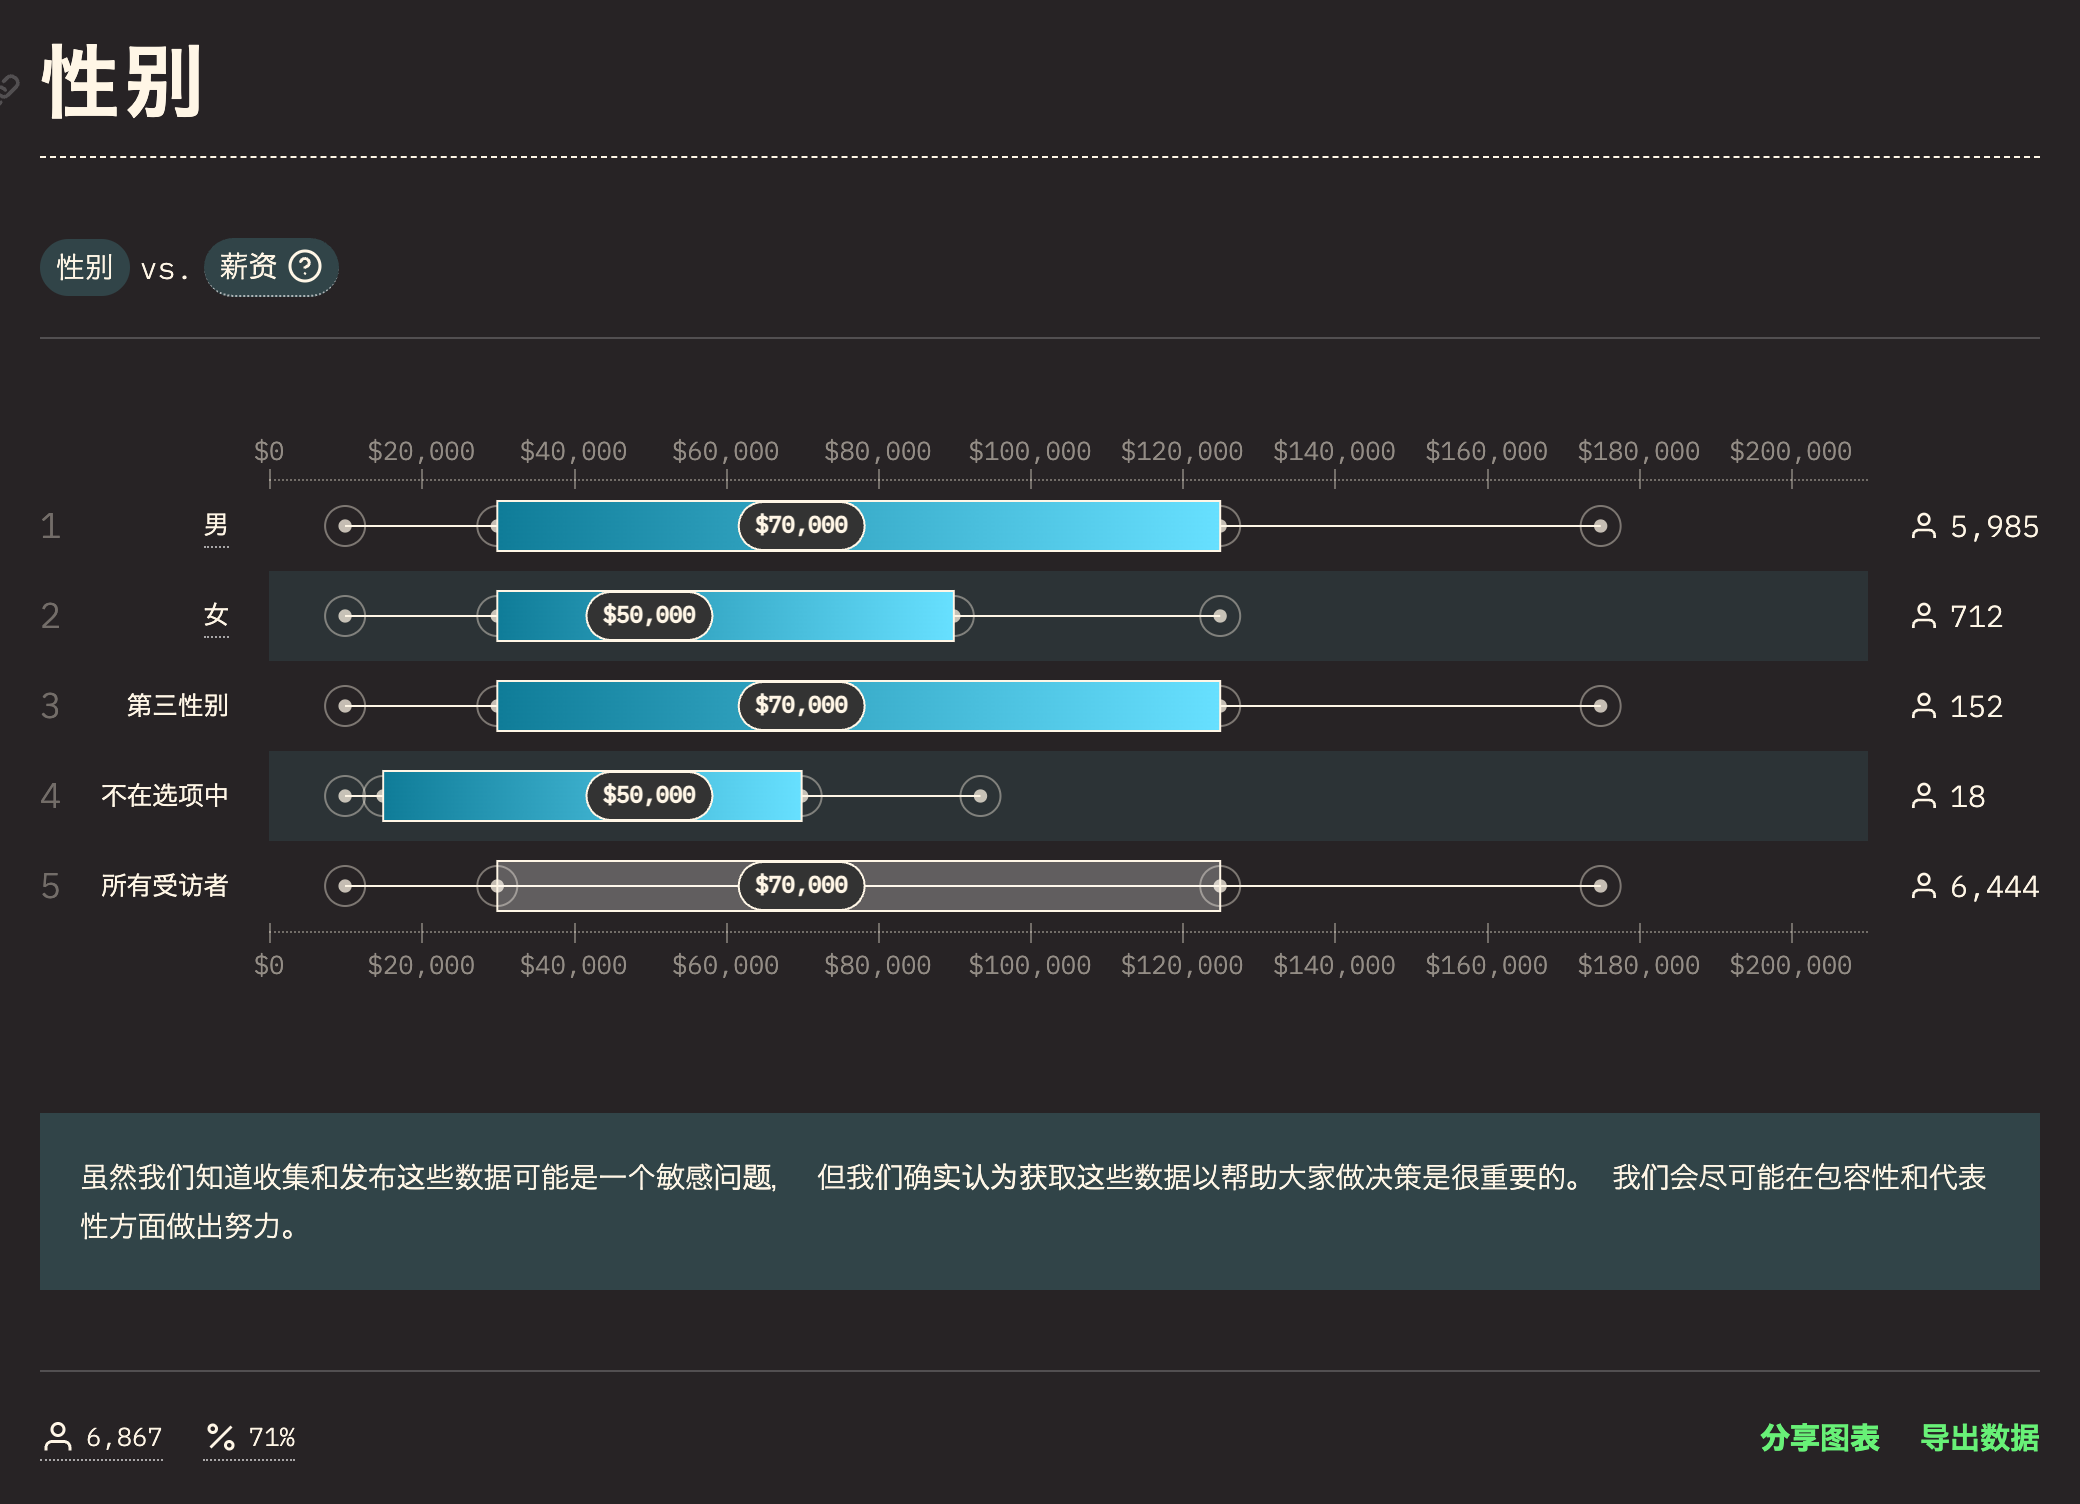 性别
性别 vs. 薪资
$0 $20,000 $40,000 $60,000 $80,000 $100,000 $120,000 $140,000 $160,000 $180,000 $200,000
1 男 $70,000 5,985
2 女 $50,000 712
3 第三性别 $70,000 152
4 不在选项中 $50,000 18
5 所有受访者 $70,000 6,444
$0 $20,000 $40,000 $60,000 $80,000 $100,000 $120,000 $140,000 $160,000 $180,000 $200,000
虽然我们知道收集和发布这些数据可能是一个敏感问题, 但我们确实认为获取这些数据以帮助大家做决策是很重要的。 我们会尽可能在包容性和代表
性方面做出努力。
6,867 71% 分享图表 导出数据